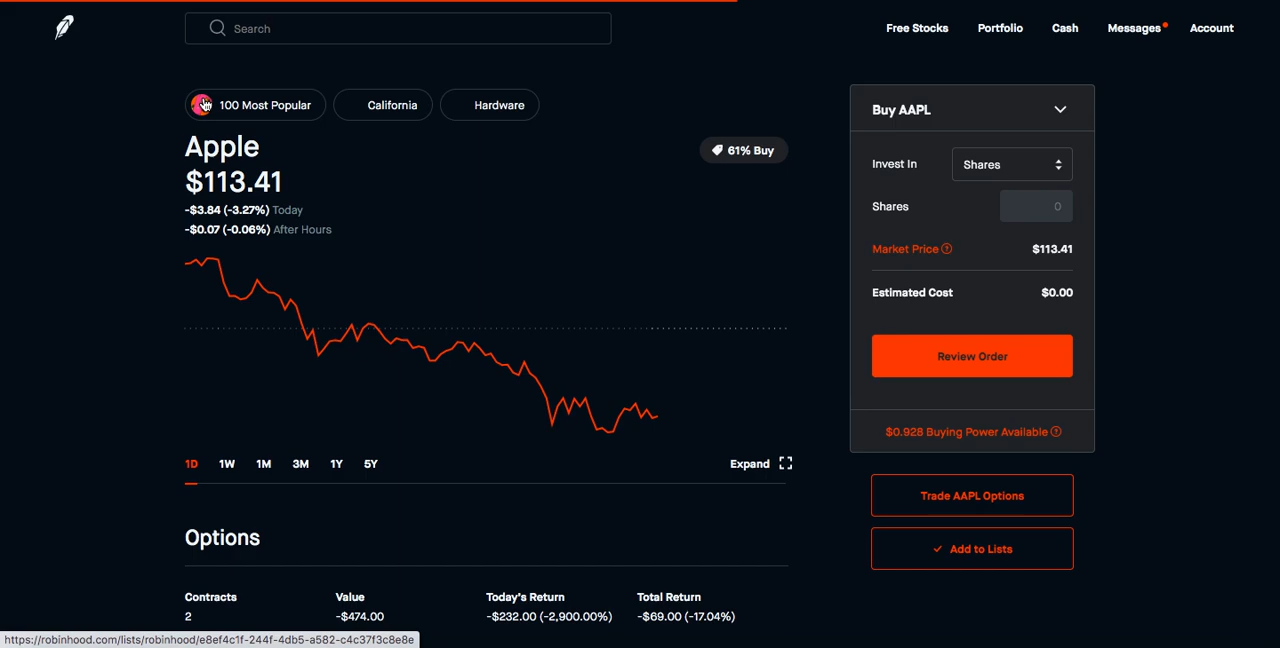 Search
Free Stocks Portfolio Cash Messages Account
100 Most Popular California Hardware
Apple
$113.41
-$3.84 (-3.27%) Today
-$0.07 (-0.06%) After Hours
61% Buy
1D 1W 1M 3M 1Y 5Y
Expand
Options
Contracts Value Today's Return Total Return
2 -$474.00 -$232.00 (-2,900.00%) -$69.00 (-17.04%)
Buy AAPL
Invest In Shares
Shares 0
Market Price ? $113.41
Estimated Cost $0.00
Review Order
$0.928 Buying Power Available ?
Trade AAPL Options
Add to Lists
https://robinhood.com/lists/robinhood/e8ef4c1f-244f-4db5-a582-c4c37f3c8e8e